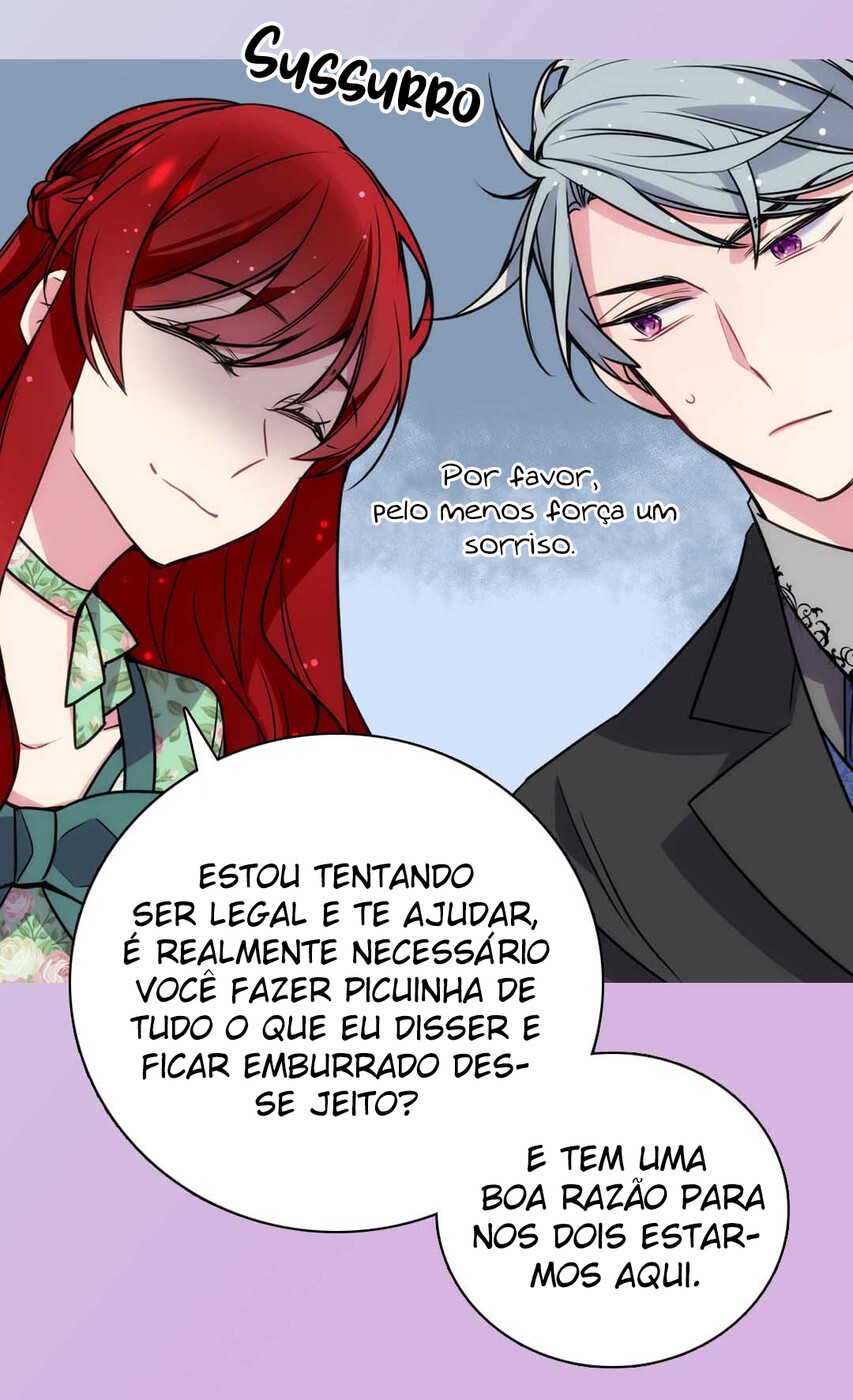 SUSSURRO
Por favor,
pelo menos força um
sorriso.
ESTOU TENTANDO
SER LEGAL E TE AJUDAR,
É REALMENTE NECESSÁRIO
VOCÊ FAZER PICUINHA DE
TUDO O QUE EU DISSER E
FICAR EMBURRADO DES-
SE JEITO?
E TEM UMA
BOA RAZÃO PARA
NOS DOIS ESTAR-
MOS AQUI.